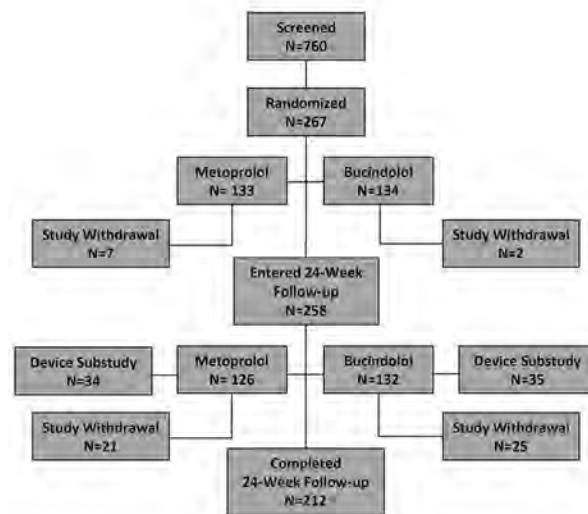 Screened
N=760
Randomized
N=267
Metoprolol
N= 133
Bucindolol
N=134
Study Withdrawal
N=7
Study Withdrawal
N=2
Entered 24-Week
Follow-up
N=258
Device Substudy
N=34
Metoprolol
N= 126
Bucindolol
N=132
Device Substudy
N=35
Study Withdrawal
N=21
Study Withdrawal
N=25
Completed
24-Week Follow-up
N=212